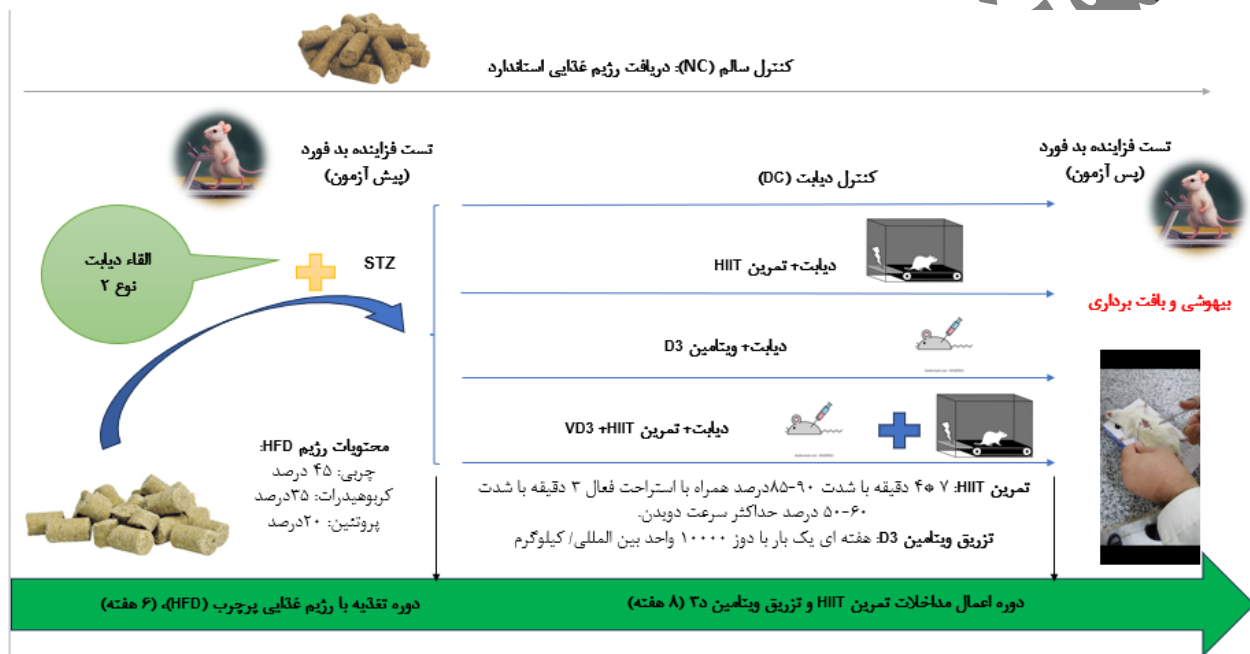 کنترل سالم (NC): دریافت رژیم غذایی استاندارد
تست فزاینده بدفورد
(پیش آزمون)
تست فزاینده بدفورد
(پس آزمون)
کنترل دیابت (DC)
القاء دیابت
نوع ۲
STZ
دیابت+ تمرین HIIT
بیهوشی و بافت برداری
دیابت+ ویتامین D3
دیابت+ تمرین VD3 +HIIT
محتویات رژیم HFD:
چربی: ۴۵ درصد
کربوهیدرات: ۳۵درصد
پروتئین: ۲۰درصد
تمرین HIIT: ۷ *۴ دقیقه با شدت ۹۰-۸۵درصد همراه با استراحت فعال ۳ دقیقه با شدت
۶۰-۵۰ درصد حداکثر سرعت دویدن.
تزریق ویتامین D3: هفته ای یک بار با دوز ۱۰۰۰۰ واحد بین المللی/ کیلوگرم
دوره تغذیه با رژیم غذایی پرچرب (HFD)، (۶ هفته)
دوره اعمال مداخلات تمرین HIIT و تزریق ویتامین د۳ (۸ هفته)